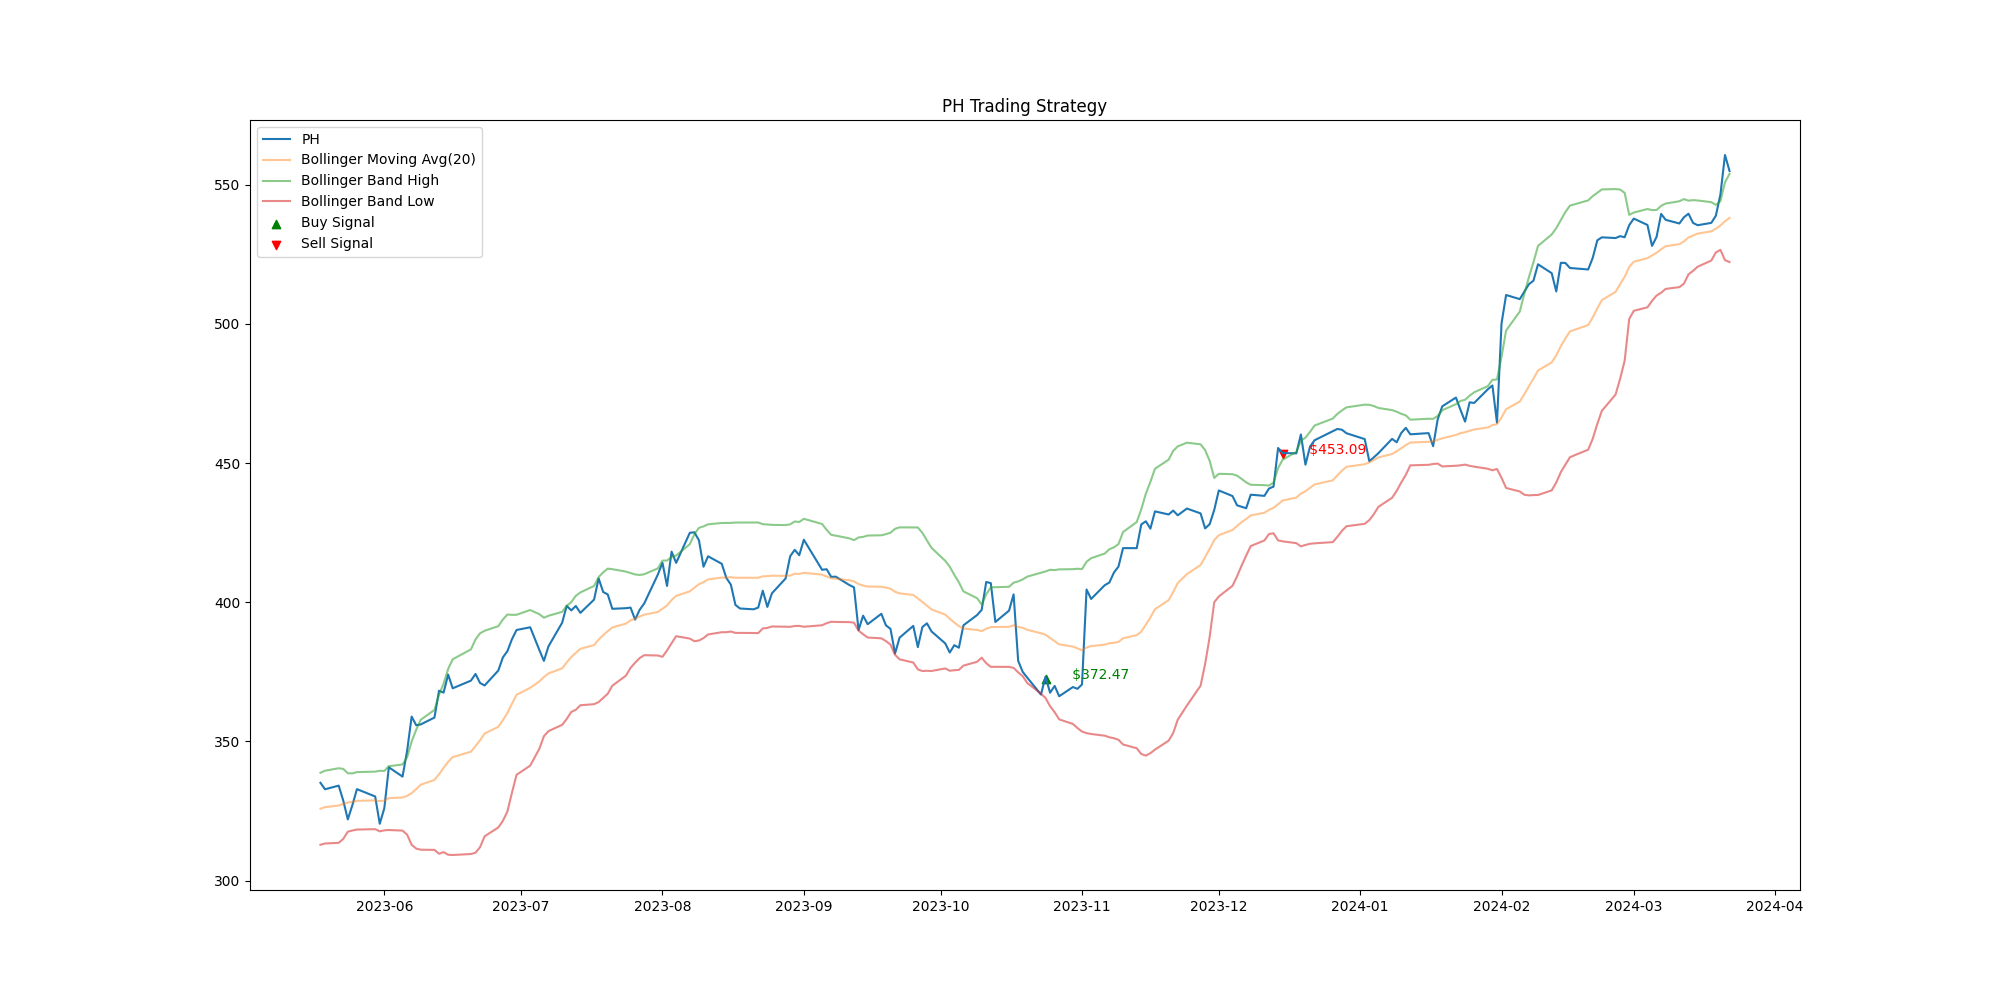 PH Trading Strategy
PH
Bollinger Moving Avg(20)
Bollinger Band High
Bollinger Band Low
Buy Signal
Sell Signal
550
500
450
400
350
300
$453.09
$372.47
2023-06
2023-07
2023-08
2023-09
2023-10
2023-11
2023-12
2024-01
2024-02
2024-03
2024-04